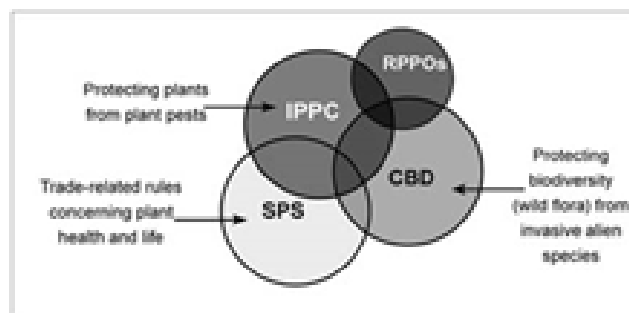 RPPOs
Protecting plants
from plant pests
IPPC
Protecting
biodiversity
(wild flora) from
invasive alien
species
CBD
Trade-related rules
concerning plant
health and life
SPS